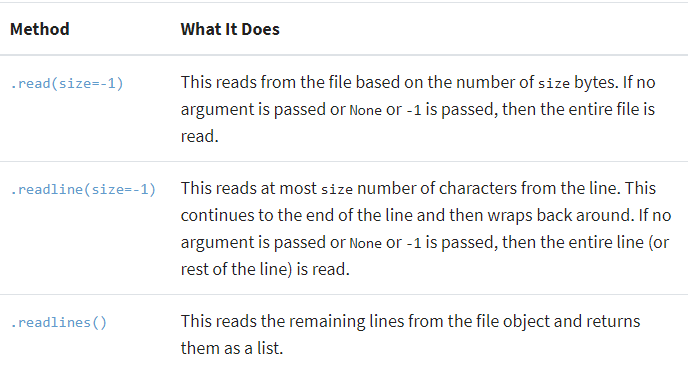 Method What It Does
.read(size=-1) This reads from the file based on the number of size bytes. If no
argument is passed or None or -1 is passed, then the entire file is
read.
.readline(size=-1) This reads at most size number of characters from the line. This
continues to the end of the line and then wraps back around. If no
argument is passed or None or -1 is passed, then the entire line (or
rest of the line) is read.
.readlines() This reads the remaining lines from the file object and returns
them as a list.